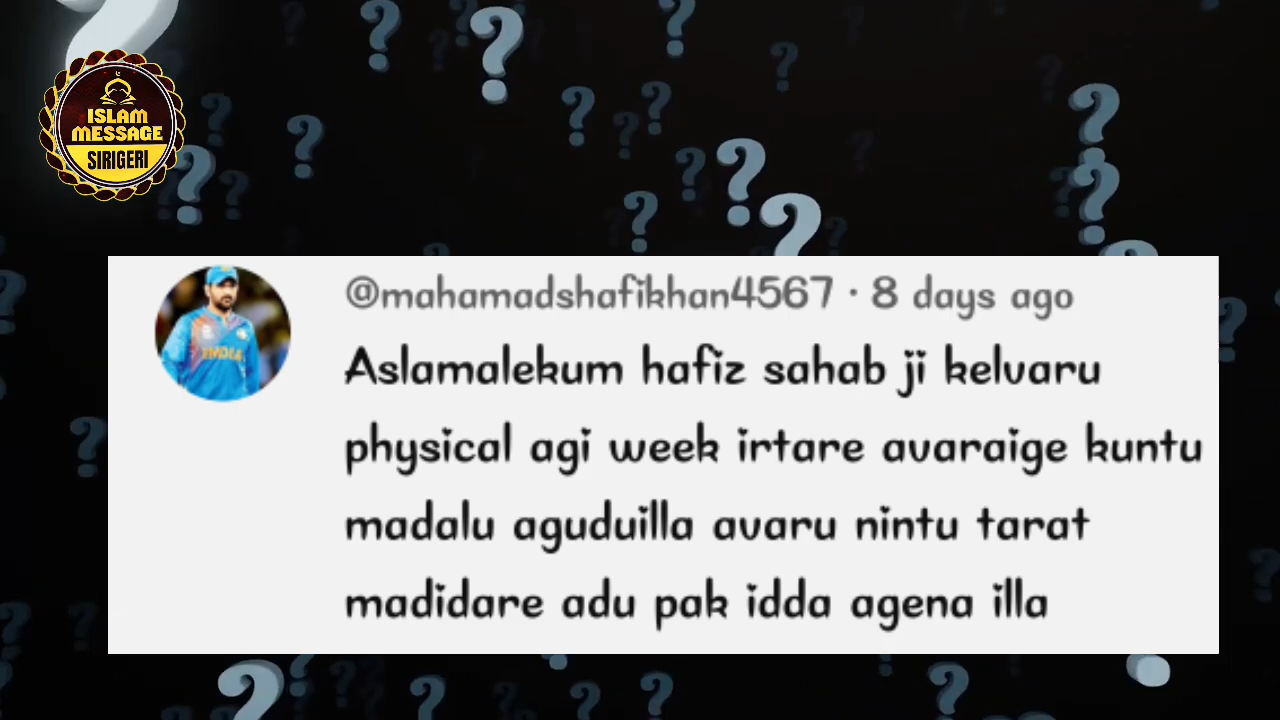 ISLAM
MESSAGE
SIRIGERI
@mahamadshafikhan4567 · 8 days ago
Aslamalekum hafiz sahab ji kelvaru
physical agi week irtare avaraige kuntu
madalu aguduilla avaru nintu tarat
madidare adu pak idda agena illa
INDIA